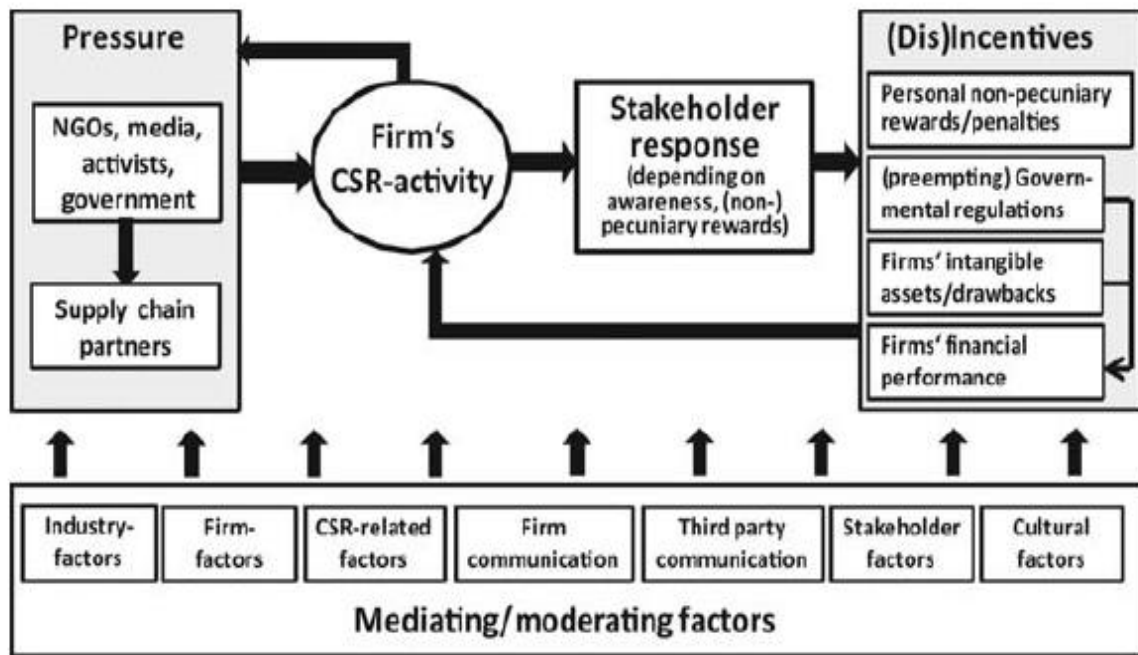 Pressure
NGOs, media,
activists,
government
Supply chain
partners
Firm‘s
CSR-activity
Stakeholder
response
(depending on
awareness, (non-)
pecuniary rewards)
(Dis)Incentives
Personal non-pecuniary
rewards/penalties
(preempting) Govern-
mental regulations
Firms‘ intangible
assets/drawbacks
Firms‘ financial
performance
Industry-
factors
Firm-
factors
CSR-related
factors
Firm
communication
Third party
communication
Stakeholder
factors
Cultural
factors
Mediating/moderating factors